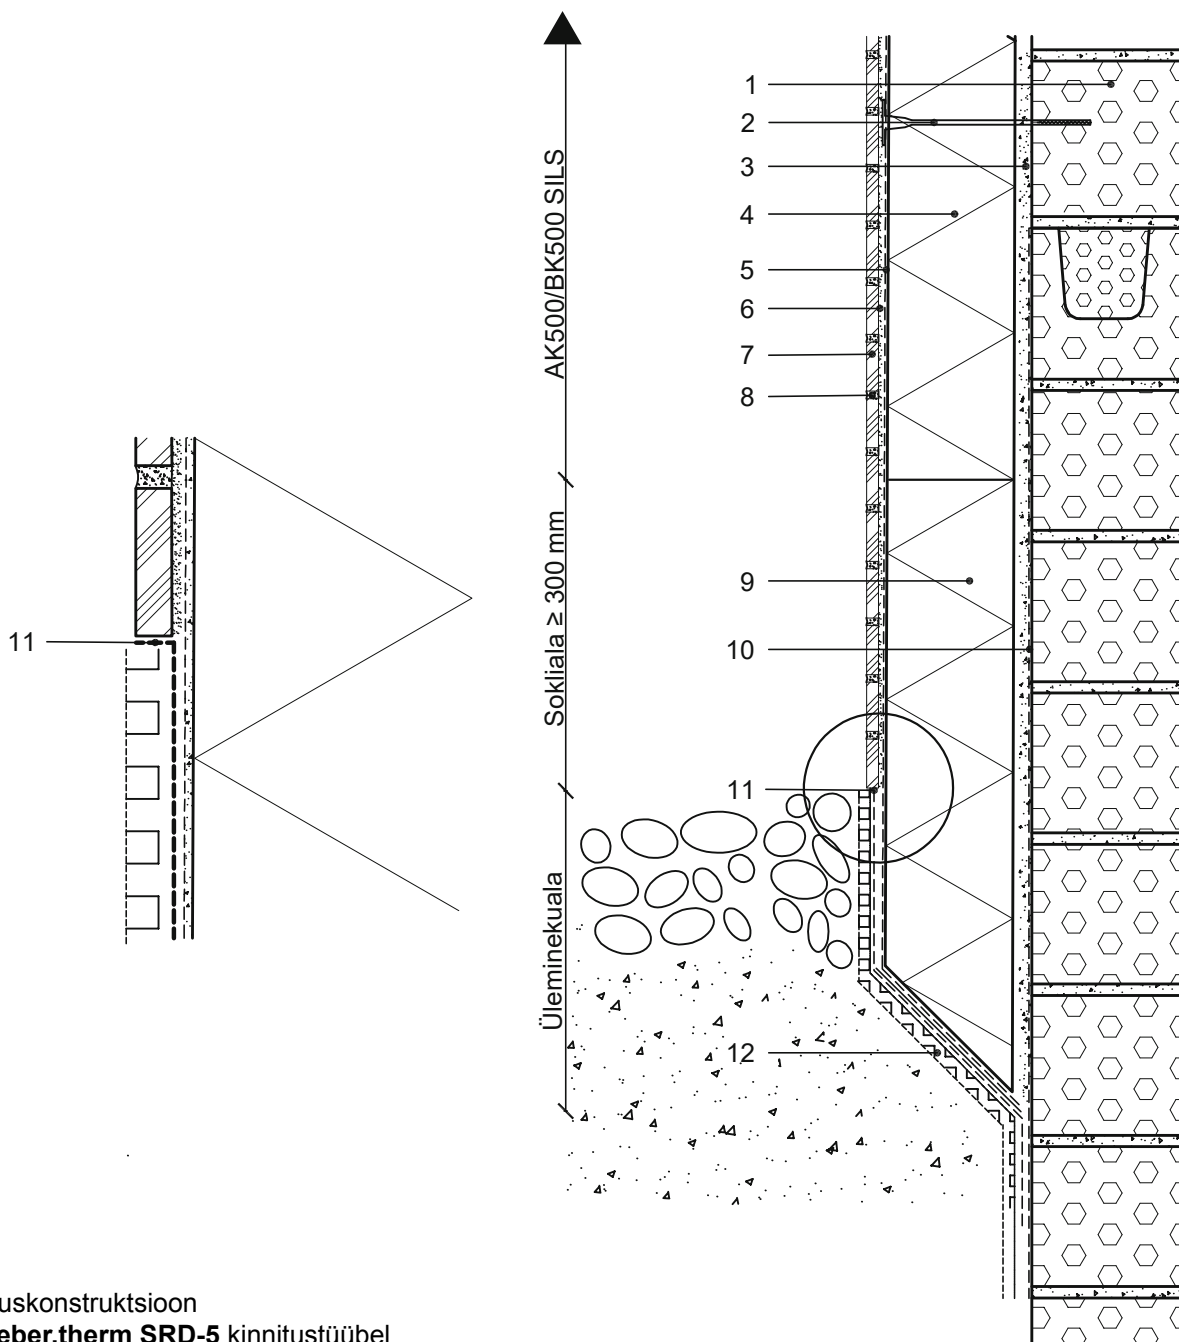 1
2
3
4
5
6
7
8
9
10
11
12
11
AK500/BK500 SILS
Sokliala ≥ 300 mm
Üleminekuala
uskonstruktsioon
eber.therm SRD-5 kinnitustüübel